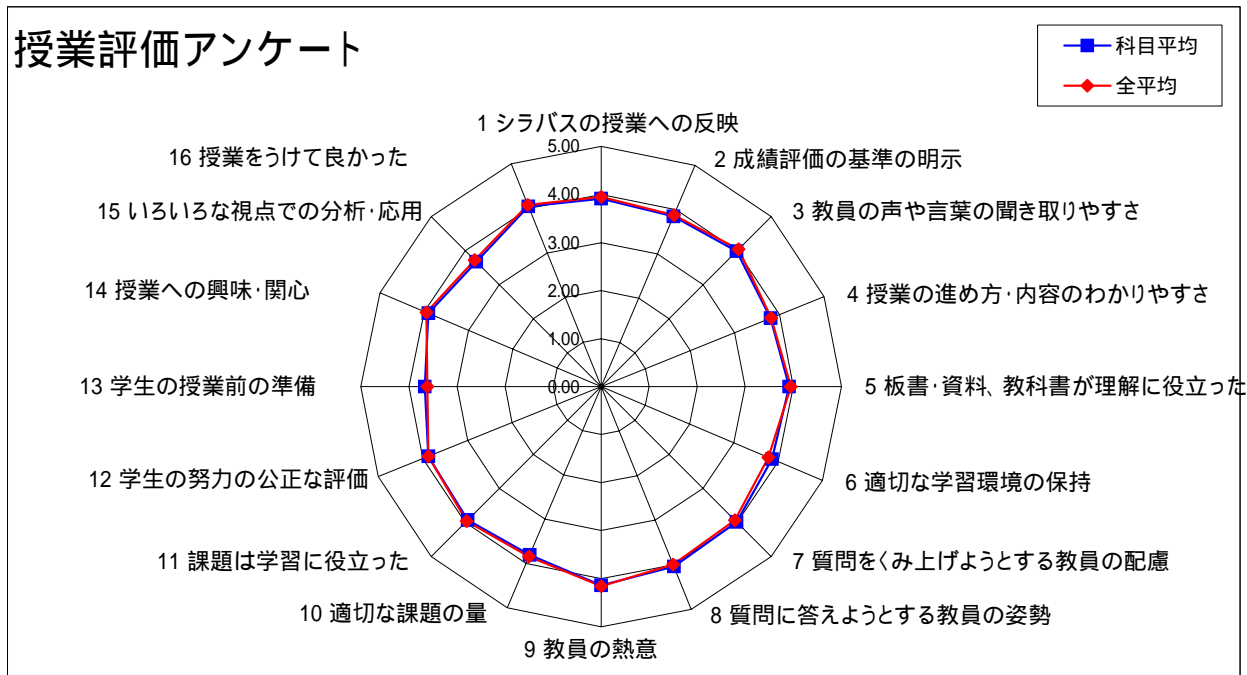 授業評価アンケート
科目平均
全平均
1 シラバスの授業への反映
2 成績評価の基準の明示
3 教員の声や言葉の聞き取りやすさ
4 授業の進め方・内容のわかりやすさ
5 板書・資料、教科書が理解に役立った
6 適切な学習環境の保持
7 質問をくみ上げようとする教員の配慮
8 質問に答えようとする教員の姿勢
9 教員の熱意
10 適切な課題の量
11 課題は学習に役立った
12 学生の努力の公正な評価
13 学生の授業前の準備
14 授業への興味・関心
15 いろいろな視点での分析・応用
16 授業をうけて良かった
5.00
4.00
3.00
2.00
1.00
0.00